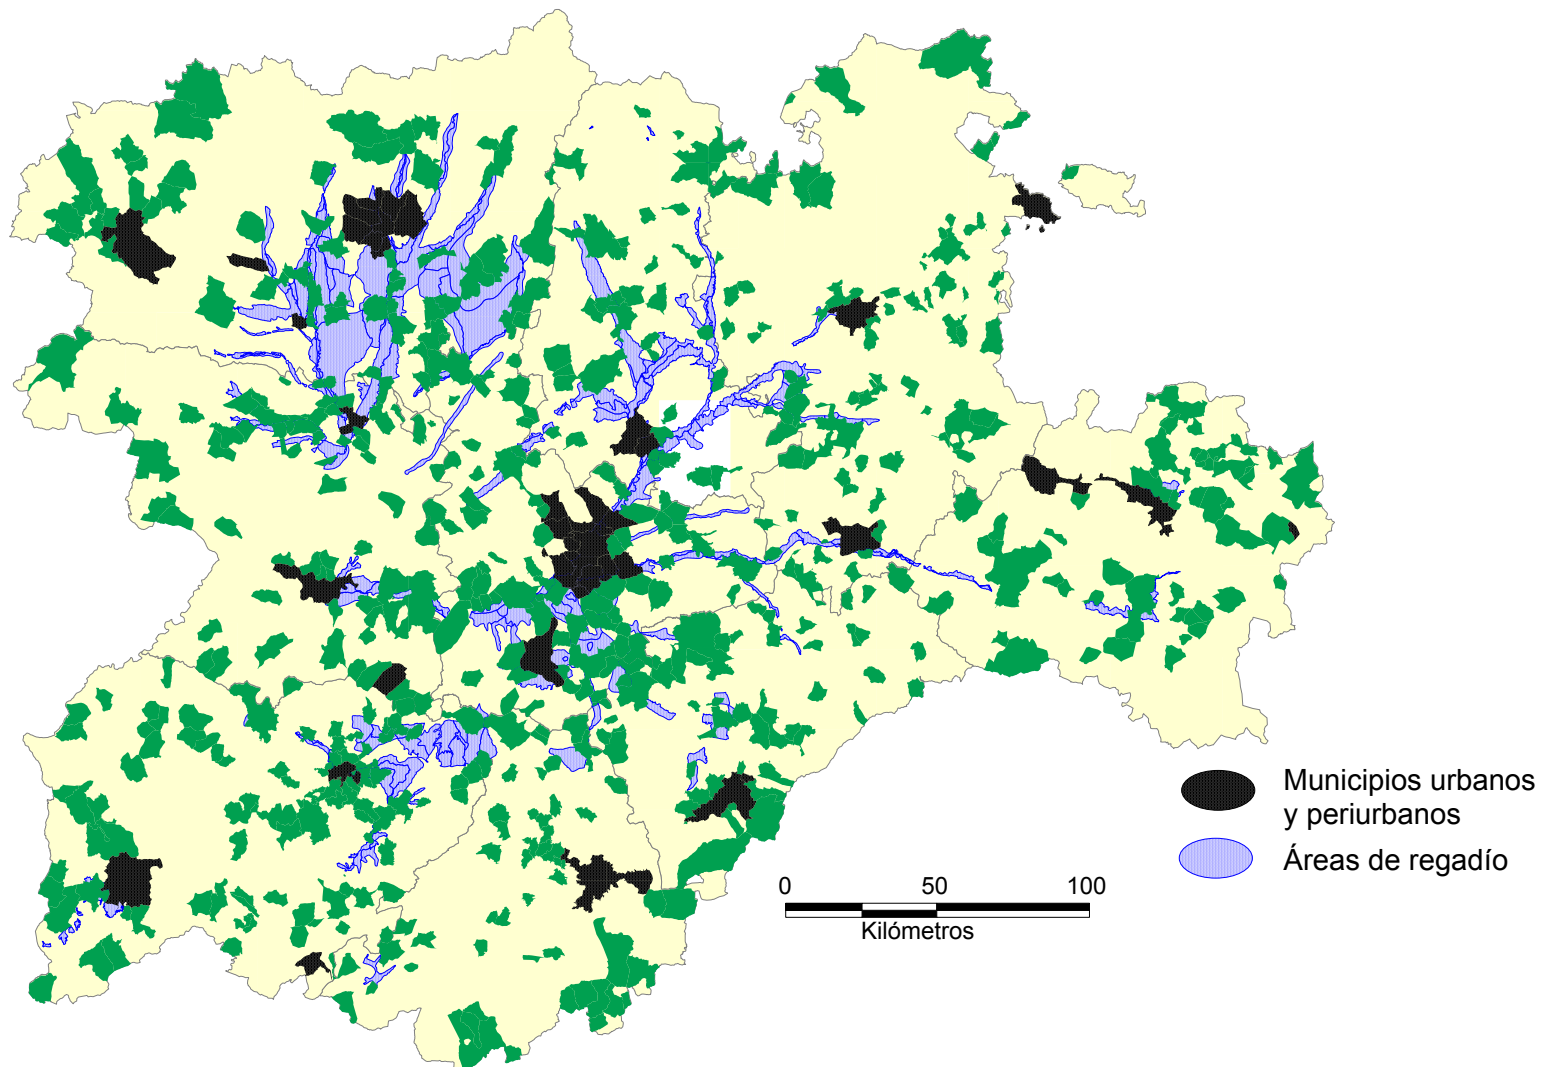 Municipios urbanos
y periurbanos
Áreas de regadío
0 50 100
Kilómetros